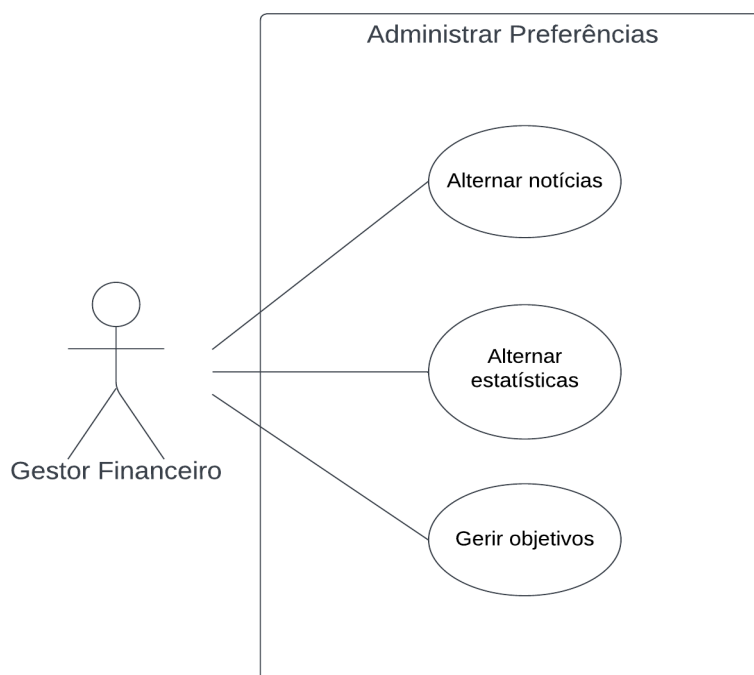 Administrar Preferências
Alternar notícias
Alternar
estatísticas
Gestor Financeiro
Gerir objetivos